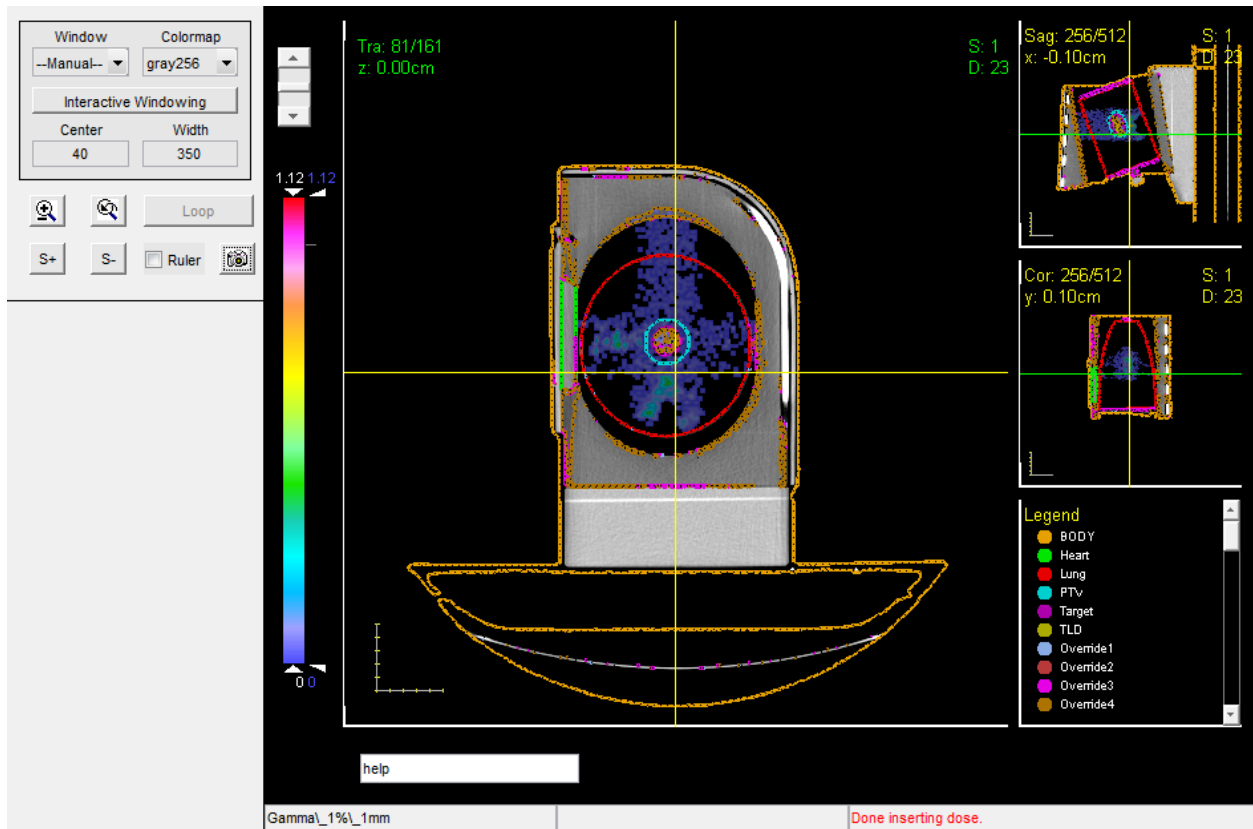 Window
Colormap
--Manual--
gray256
Interactive Windowing
Center
Width
40
350
Loop
S+
S-
Ruler
1.12 1.12
0 0
Tra: 81/161
z: 0.00cm
S: 1
D: 23
Sag: 256/512
x: -0.10cm
S: 1
D: 23
Cor: 256/512
y: 0.10cm
S: 1
D: 23
Legend
BODY
Heart
Lung
PTv
Target
TLD
Override1
Override2
Override3
Override4
help
Gamma\_1%\_1mm
Done inserting dose.